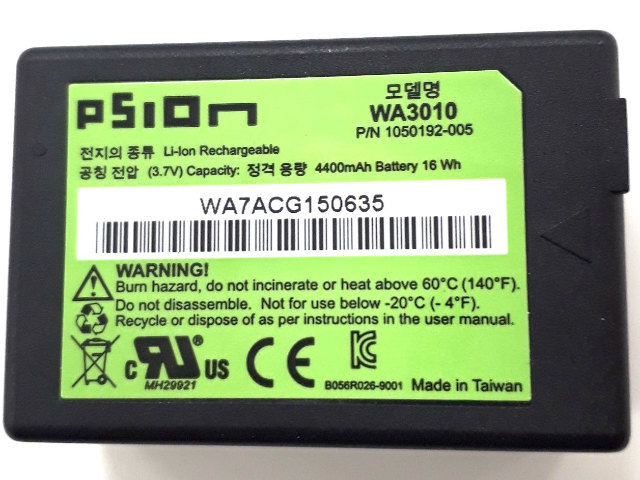 PSION
모델명
WA3010
P/N 1050192-005
전지의 종류 Li-Ion Rechargeable
공칭 전압 (3.7V) Capacity: 정격 용량 4400mAh Battery 16 Wh
WA7ACG150635
WARNING!
Burn hazard, do not incinerate or heat above 60°C (140°F).
Do not disassemble. Not for use below -20°C (- 4°F).
Recycle or dispose of as per instructions in the user manual.
c RU ® US
MH29921
CE
B056R026-9001 Made in Taiwan